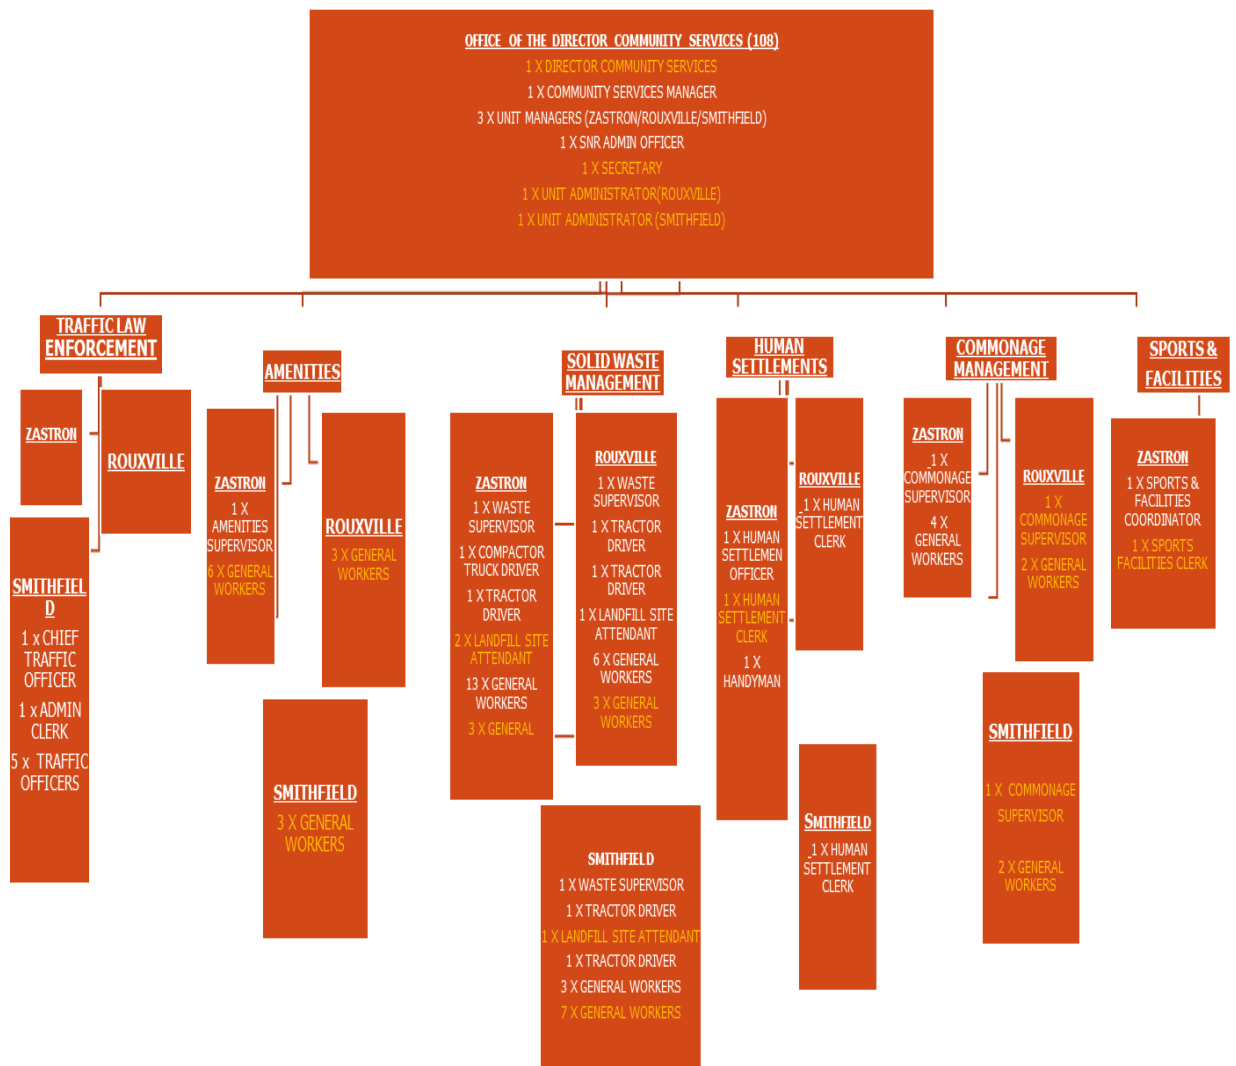 OFFICE OF THE DIRECTOR COMMUNITY SERVICES (108)
1 X DIRECTOR COMMUNITY SERVICES
1 X COMMUNITY SERVICES MANAGER
3 X UNIT MANAGERS (ZASTRON/ROUXVILLE/SMITHFIELD)
1 X SNR ADMIN OFFICER
1 X SECRETARY
1 X UNIT ADMINISTRATOR(ROUXVILLE)
1 X UNIT ADMINISTRATOR (SMITHFIELD)
TRAFFIC LAW
ENFORCEMENT
ZASTRON
ROUXVILLE
SMITHFIEL
D
1 x CHIEF
TRAFFIC
OFFICER
1 x ADMIN
CLERK
5 x TRAFFIC
OFFICERS
AMENITIES
ZASTRON
1 X
AMENITIES
SUPERVISOR
6 X GENERAL
WORKERS
ROUXVILLE
3 X GENERAL
WORKERS
SMITHFIELD
3 X GENERAL
WORKERS
SOLID WASTE
MANAGEMENT
ZASTRON
1 X WASTE
SUPERVISOR
1 X COMPACTOR
TRUCK DRIVER
1 X TRACTOR
DRIVER
2 X LANDFILL SITE
ATTENDANT
13 X GENERAL
WORKERS
3 X GENERAL
ROUXVILLE
1 X WASTE
SUPERVISOR
1 X TRACTOR
DRIVER
1 X TRACTOR
DRIVER
1 X LANDFILL SITE
ATTENDANT
6 X GENERAL
WORKERS
3 X GENERAL
WORKERS
SMITHFIELD
1 X WASTE SUPERVISOR
1 X TRACTOR DRIVER
1 X LANDFILL SITE ATTENDANT
1 X TRACTOR DRIVER
3 X GENERAL WORKERS
7 X GENERAL WORKERS
HUMAN
SETTLEMENTS
ZASTRON
1 X HUMAN
SETTLEMEN
OFFICER
1 X HUMAN
SETTLEMENT
CLERK
1 X
HANDYMAN
ROUXVILLE
1 X HUMAN
SETTLEMENT
CLERK
SMITHFIELD
1 X HUMAN
SETTLEMENT
CLERK
COMMONAGE
MANAGEMENT
ZASTRON
1 X
COMMONAGE
SUPERVISOR
4 X
GENERAL
WORKERS
ROUXVILLE
1 X
COMMONAGE
SUPERVISOR
2 X GENERAL
WORKERS
SMITHFIELD
1 X COMMONAGE
SUPERVISOR
2 X GENERAL
WORKERS
SPORTS &
FACILITIES
ZASTRON
1 X SPORTS &
FACILITIES
COORDINATOR
1 X SPORTS
FACILITIES CLERK